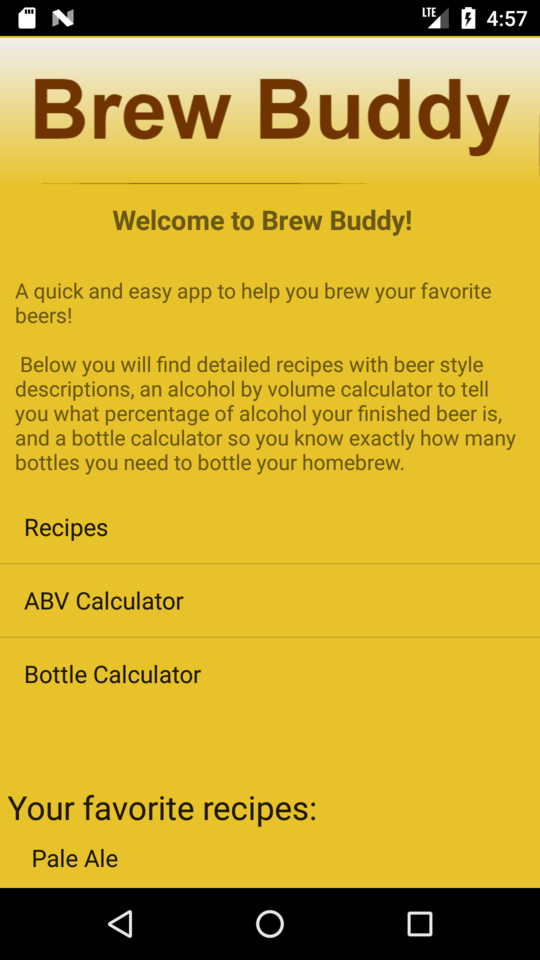 LTE 4:57
Brew Buddy
Welcome to Brew Buddy!
A quick and easy app to help you brew your favorite
beers!
Below you will find detailed recipes with beer style
descriptions, an alcohol by volume calculator to tell
you what percentage of alcohol your finished beer is,
and a bottle calculator so you know exactly how many
bottles you need to bottle your homebrew.
Recipes
ABV Calculator
Bottle Calculator
Your favorite recipes:
Pale Ale